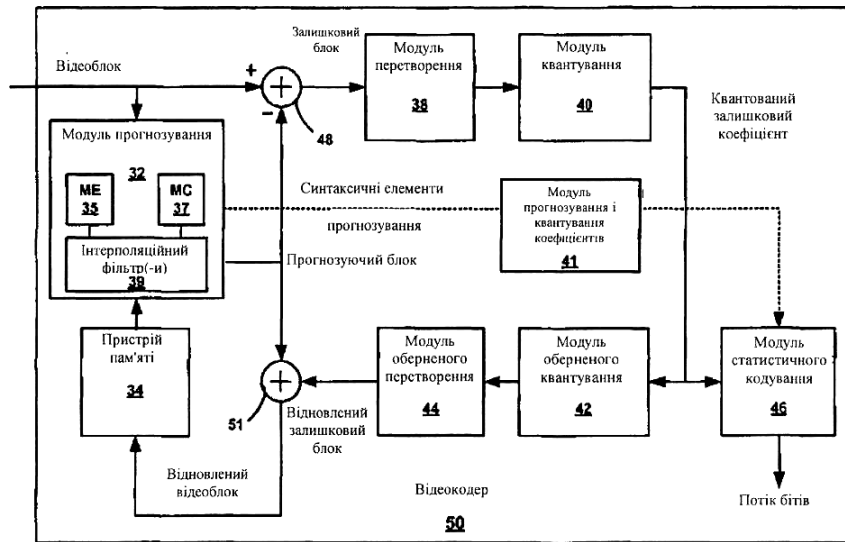 Відеоблок
Залишковий
блок
Модуль
перетворення
38
Модуль
квантування
40
Квантований
залишковий
коефіцієнт
+
−
48
Модуль прогнозування
32
ME
35
MC
37
Інтерполяційний
фільтр(-и)
39
Синтаксичні елементи
прогнозування
Прогнозуючий блок
Модуль
прогнозування і
квантування
коефіцієнтів
41
Пристрій
пам'яті
34
51
Відновлений
залишковий
блок
Модуль
оберненого
перетворення
44
Модуль
оберненого
квантування
42
Модуль
статистичного
кодування
46
Відновлений
відеоблок
Відеокодер
50
Потік бітів